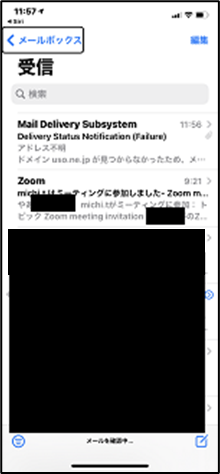 11:57
Siri
メールボックス
編集
受信
検索
Mail Delivery Subsystem 11:56
Delivery Status Notification (Failure)
アドレス不明
ドメイン uso.ne.jp が見つからなかったため、メ…
Zoom 9:21
michi.tはミーティングに参加しました- Zoom m…
michi.tがミーティングに参加：ト
ピック Zoom meeting invitation のZ...
メールを確認中...